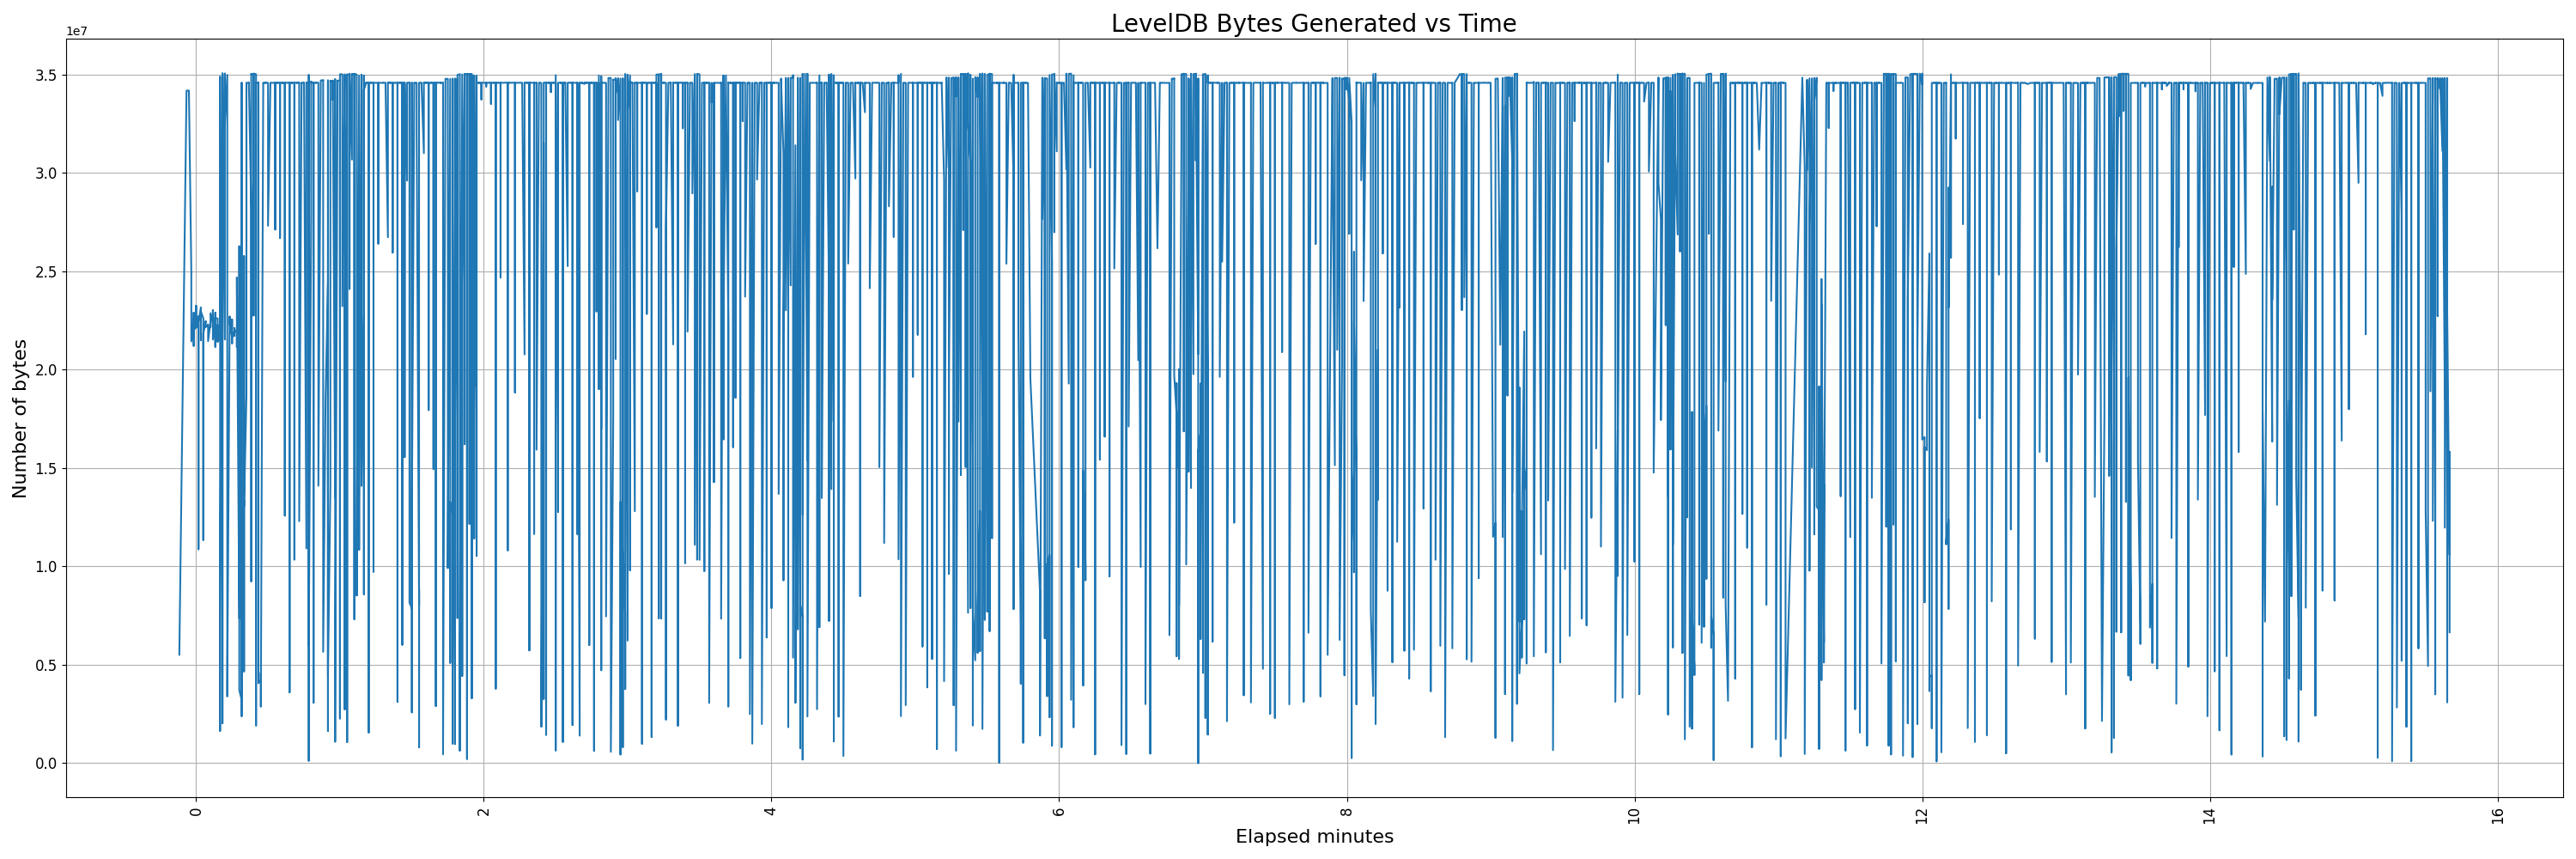 LevelDB Bytes Generated vs Time
1e7
3.5
3.0
2.5
2.0
1.5
1.0
0.5
0.0
Number of bytes
0 2 4 6 8 10 12 14 16
Elapsed minutes